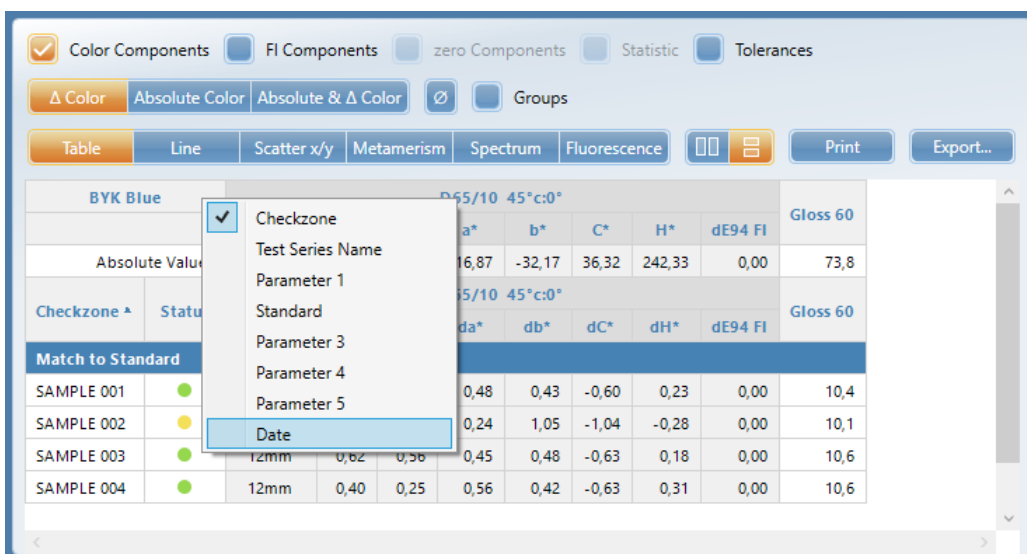 Color Components FI Components zero Components Statistic Tolerances
Δ Color Absolute Color Absolute & Δ Color Ø Groups
Table Line Scatter x/y Metamerism Spectrum Fluorescence Print Export...
BYK Blue D65/10 45°c:0° Gloss 60
a* b* C* H* dE94 FI
Absolute Value 16,87 -32,17 36,32 242,33 0,00 73,8
Checkzone Statu 65/10 45°c:0° Gloss 60
da* db* dC* dH* dE94 FI
Match to Standard
SAMPLE 001 0,48 0,43 -0,60 0,23 0,00 10,4
SAMPLE 002 0,24 1,05 -1,04 -0,28 0,00 10,1
SAMPLE 003 12mm 0,62 0,56 0,45 0,48 -0,63 0,18 0,00 10,6
SAMPLE 004 12mm 0,40 0,25 0,56 0,42 -0,63 0,31 0,00 10,6
Checkzone
Test Series Name
Parameter 1
Standard
Parameter 3
Parameter 4
Parameter 5
Date